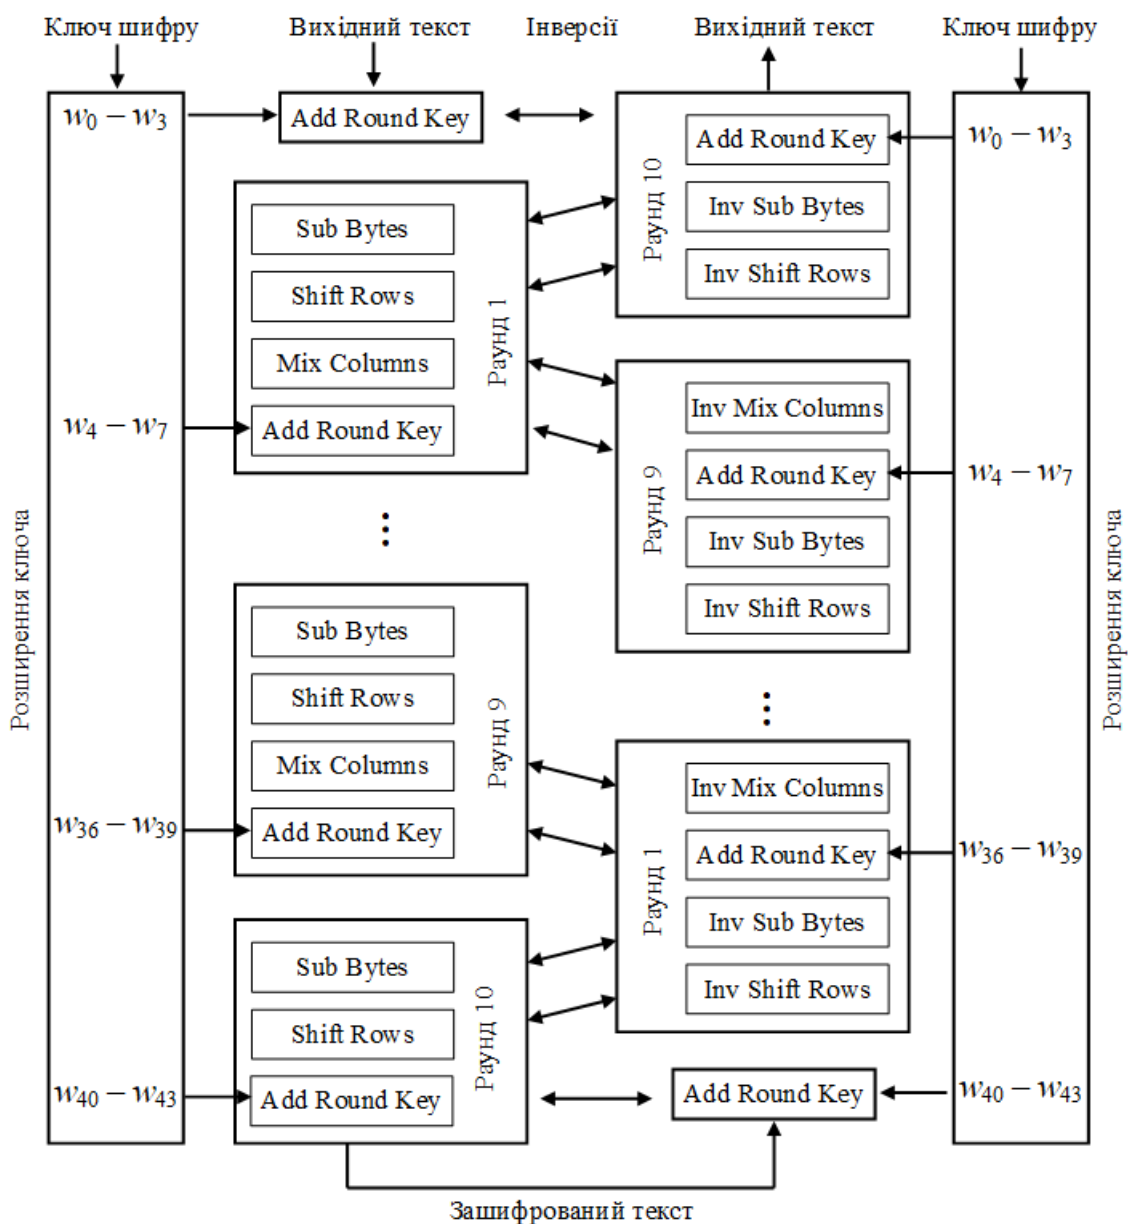 Ключ шифру
Вихідний текст
Інверсії
Вихідний текст
Ключ шифру
w₀ − w₃
Add Round Key
Add Round Key
w₀ − w₃
Inv Sub Bytes
Inv Shift Rows
Раунд 10
Sub Bytes
Shift Rows
Mix Columns
w₄ − w₇
Add Round Key
Раунд 1
Inv Mix Columns
Add Round Key
w₄ − w₇
Inv Sub Bytes
Inv Shift Rows
Раунд 9
...
Розширення ключа
Розширення ключа
Sub Bytes
Shift Rows
Mix Columns
w₃₆ − w₃₉
Add Round Key
Раунд 9
...
Inv Mix Columns
Add Round Key
w₃₆ − w₃₉
Inv Sub Bytes
Inv Shift Rows
Раунд 1
Sub Bytes
Shift Rows
w₄₀ − w₄₃
Add Round Key
Раунд 10
Add Round Key
w₄₀ − w₄₃
Зашифрований текст